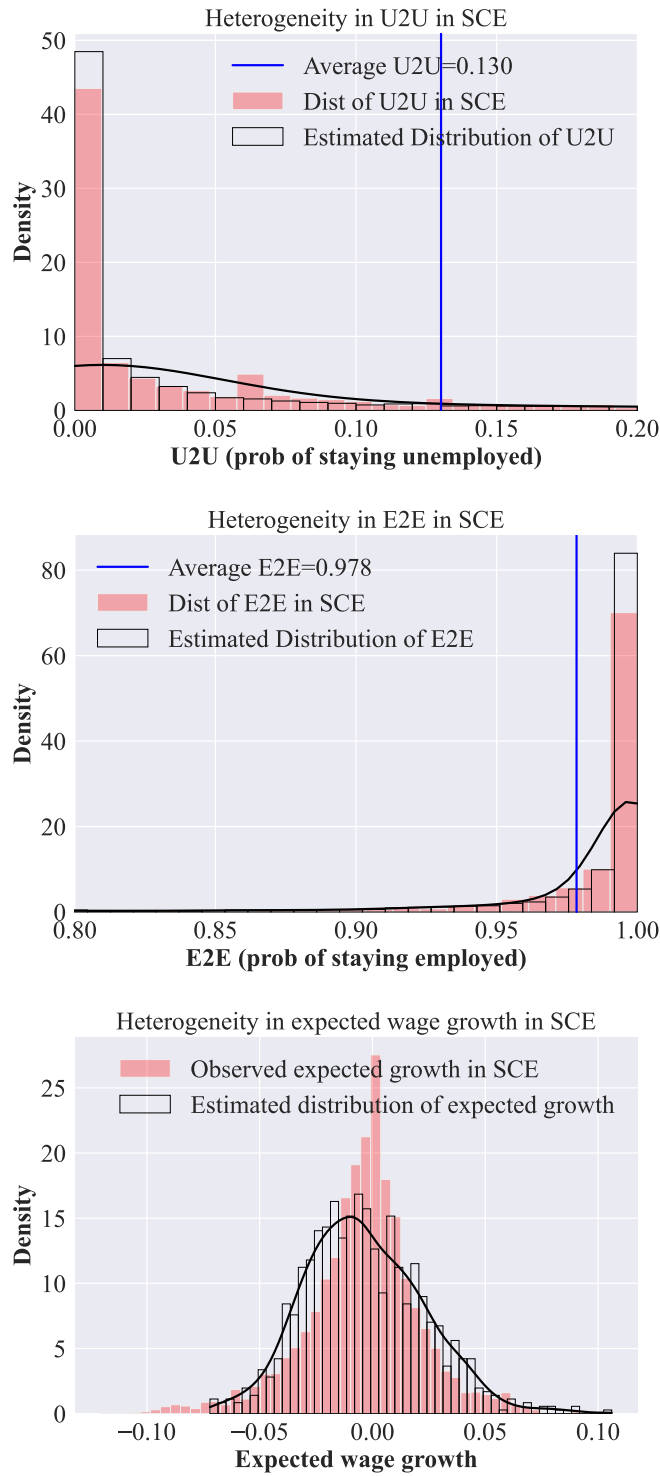 Heterogeneity in U2U in SCE
50
40
30
20
10
0
Density
Average U2U=0.130
Dist of U2U in SCE
Estimated Distribution of U2U
0.00 0.05 0.10 0.15 0.20
U2U (prob of staying unemployed)
Heterogeneity in E2E in SCE
80
60
40
20
0
Density
Average E2E=0.978
Dist of E2E in SCE
Estimated Distribution of E2E
0.80 0.85 0.90 0.95 1.00
E2E (prob of staying employed)
Heterogeneity in expected wage growth in SCE
25
20
15
10
5
0
Density
Observed expected growth in SCE
Estimated distribution of expected growth
−0.10 −0.05 0.00 0.05 0.10
Expected wage growth